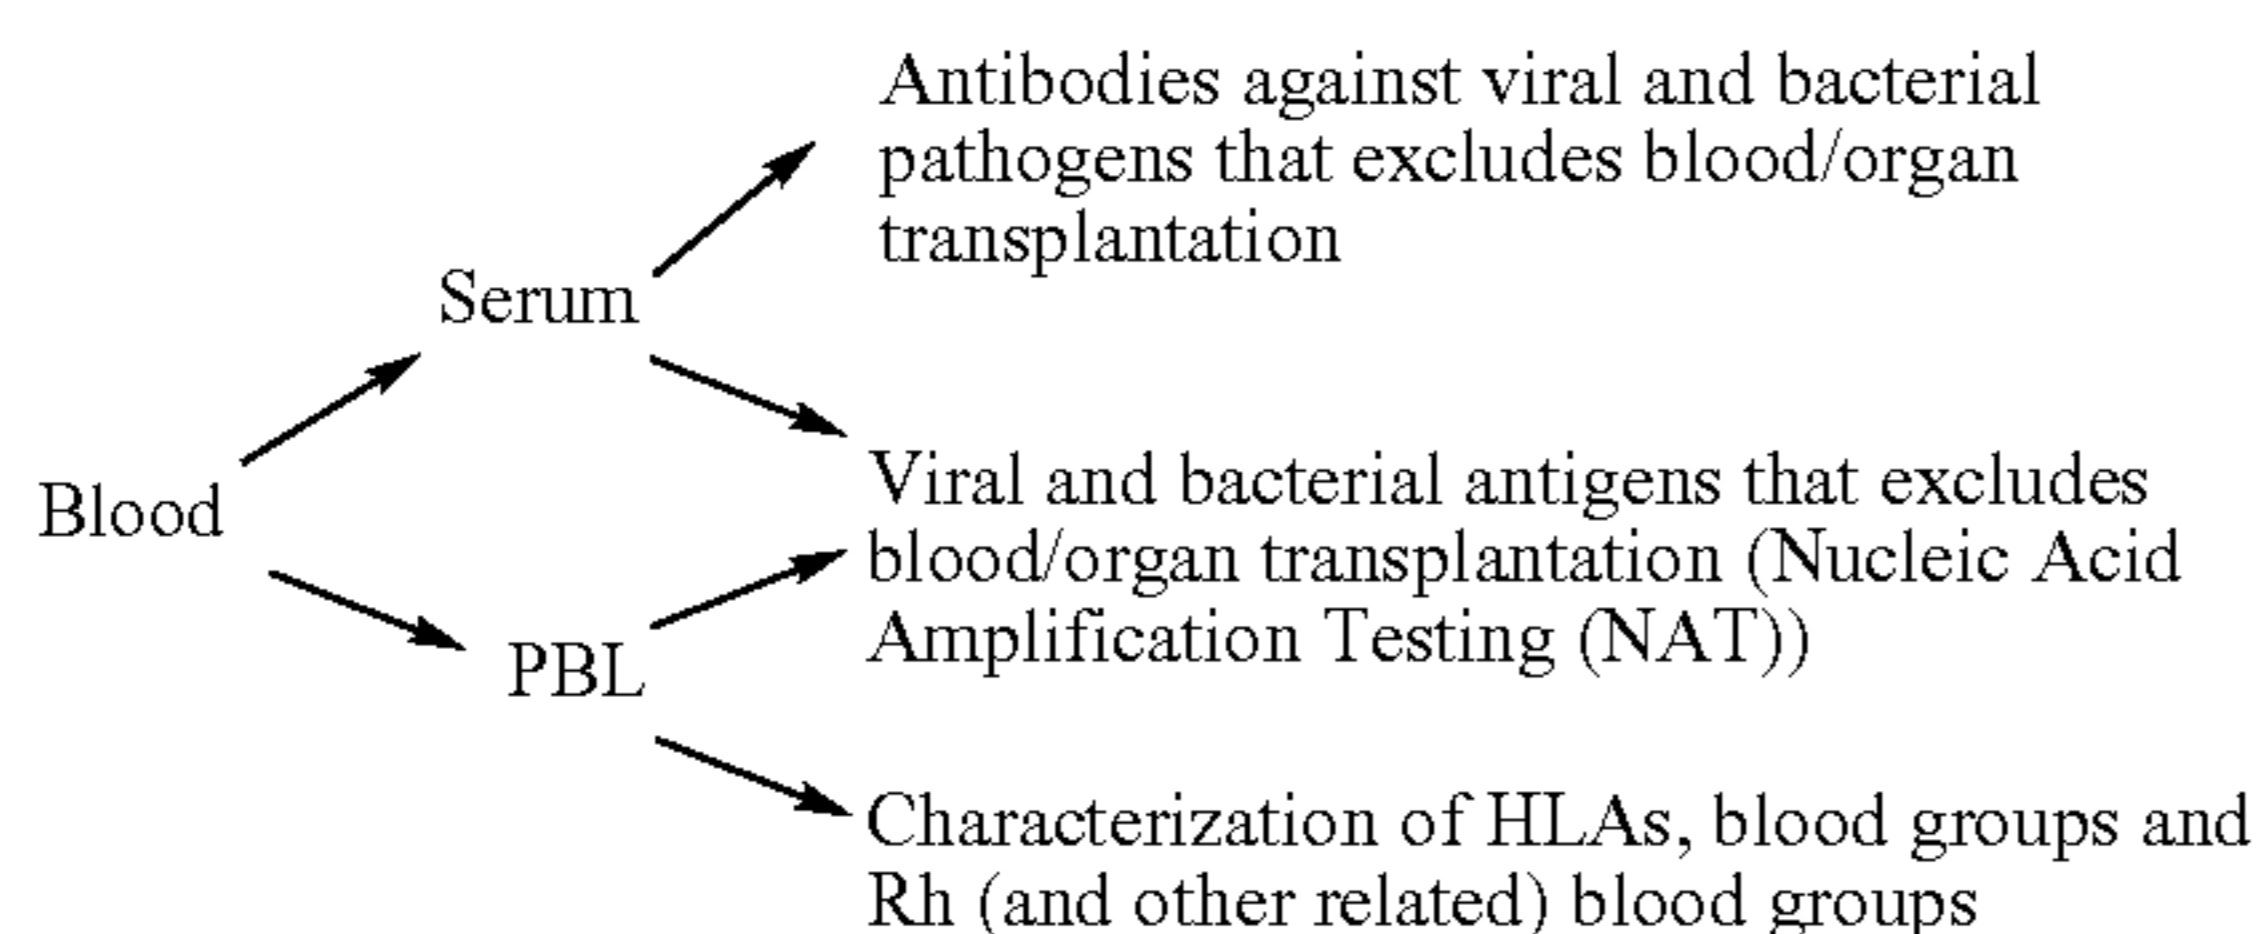 Antibodies against viral and bacterial
pathogens that excludes blood/organ
transplantation
Serum
Blood
Viral and bacterial antigens that excludes
blood/organ transplantation (Nucleic Acid
Amplification Testing (NAT))
PBL
Characterization of HLAs, blood groups and
Rh (and other related) blood groups